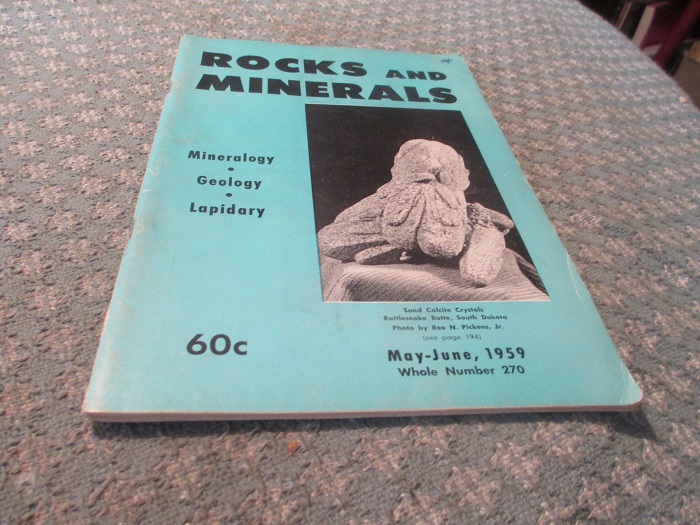 ROCKS AND
MINERALS
Mineralogy
•
Geology
•
Lapidary
Sand Calcite Crystals
Rattlesnake Butte, South Dakota
Photo by Reo N. Pickens, Jr.
(see page 194)
60c
May-June, 1959
Whole Number 270